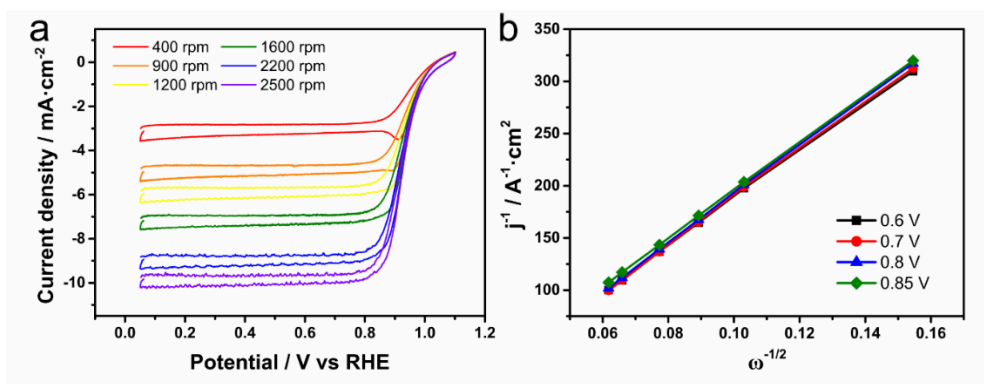 a
400 rpm
1600 rpm
900 rpm
2200 rpm
1200 rpm
2500 rpm
0
-2
-4
-6
-8
-10
Current density / mA·cm⁻²
0.0 0.2 0.4 0.6 0.8 1.0 1.2
Potential / V vs RHE
b
350
300
250
200
150
100
j⁻¹ / A⁻¹·cm²
0.6 V
0.7 V
0.8 V
0.85 V
0.06 0.08 0.10 0.12 0.14 0.16
ω⁻¹/²